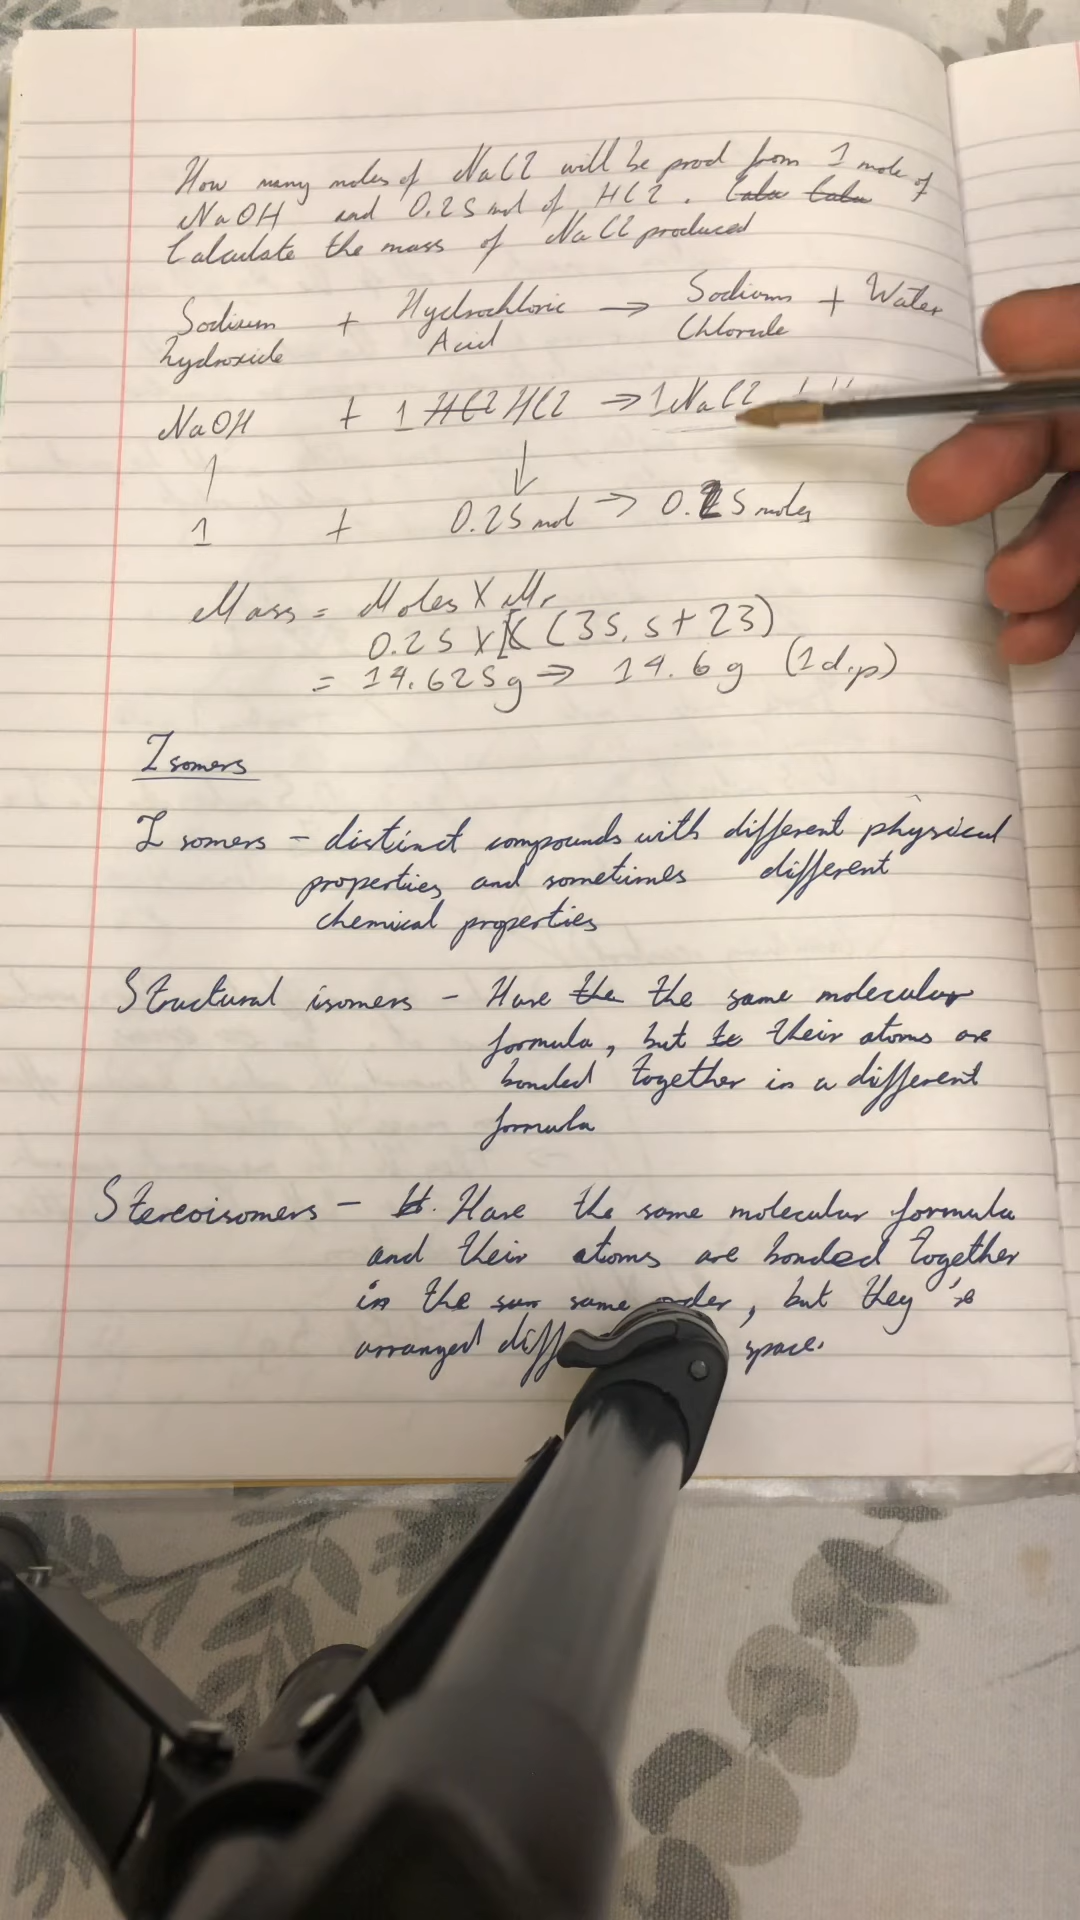 How many moles of NaCl will be prod from 1 mole of
NaOH and 0.25 mol of HCl. Calu Calu
Calculate the mass of NaCl produced
Sodium + Hydrochloric → Sodium + Water
hydroxide Acid Chloride
NaOH + 1 HCl HCl → 1 NaCl +
1 ↓
1 + 0.25 mol → 0.25 moles
Mass = Moles X Mr
0.25 X (35.5+23)
= 14.625g → 14.6g (1d.p)
Isomers
Isomers - distinct compounds with different physical
properties and sometimes different
chemical properties
Structural isomers - Have the the same molecular
formula, but te their atoms are
bonded together in a different
formula
Stereoisomers - H. Have the same molecular formula
and their atoms are bonded together
in the sam same order, but they're
arranged diff space.